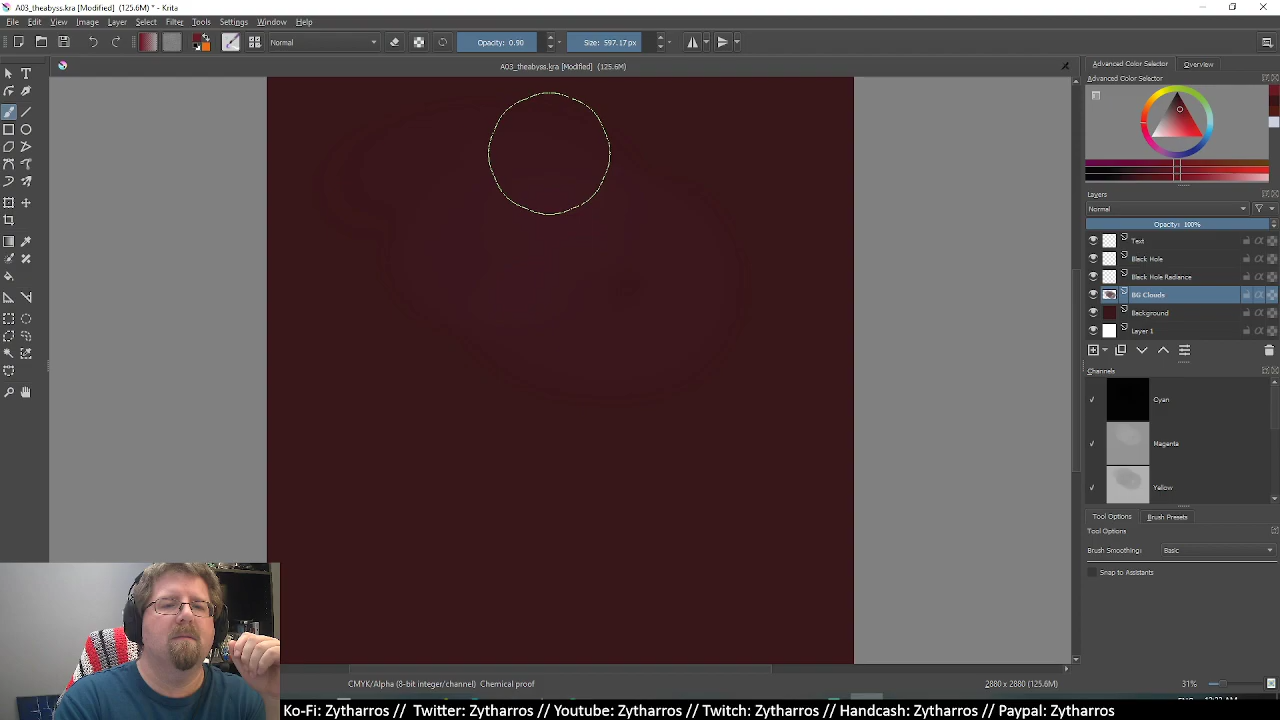 A03_theabyss.kra [Modified] (125.6M) * - Krita
File Edit View Image Layer Select Filter Tools Settings Window Help
Normal Opacity: 0.90 Size: 597.17 px
A03_theabyss.kra [Modified] (125.6M)
Advanced Color Selector Overview
Advanced Color Selector
Layers
Normal
Opacity: 100%
Text
Black Hole
Black Hole Radiance
BG Clouds
Background
Layer 1
Channels
Cyan
Magenta
Yellow
Tool Options Brush Presets
Tool Options
Brush Smoothing: Basic
Snap to Assistants
CMYK/Alpha (8-bit integer/channel) Chemical proof 2880 x 2880 (125.6M) 31%
Ko-Fi: Zytharros // Twitter: Zytharros // Youtube: Zytharros // Twitch: Zytharros // Handcash: Zytharros // Paypal: Zytharros